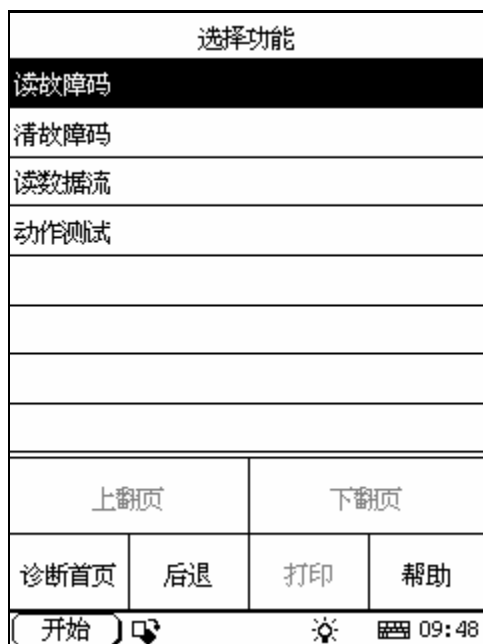 选择功能
读故障码
清故障码
读数据流
动作测试
上翻页 下翻页
诊断首页 后退 打印 帮助
开始 09:48